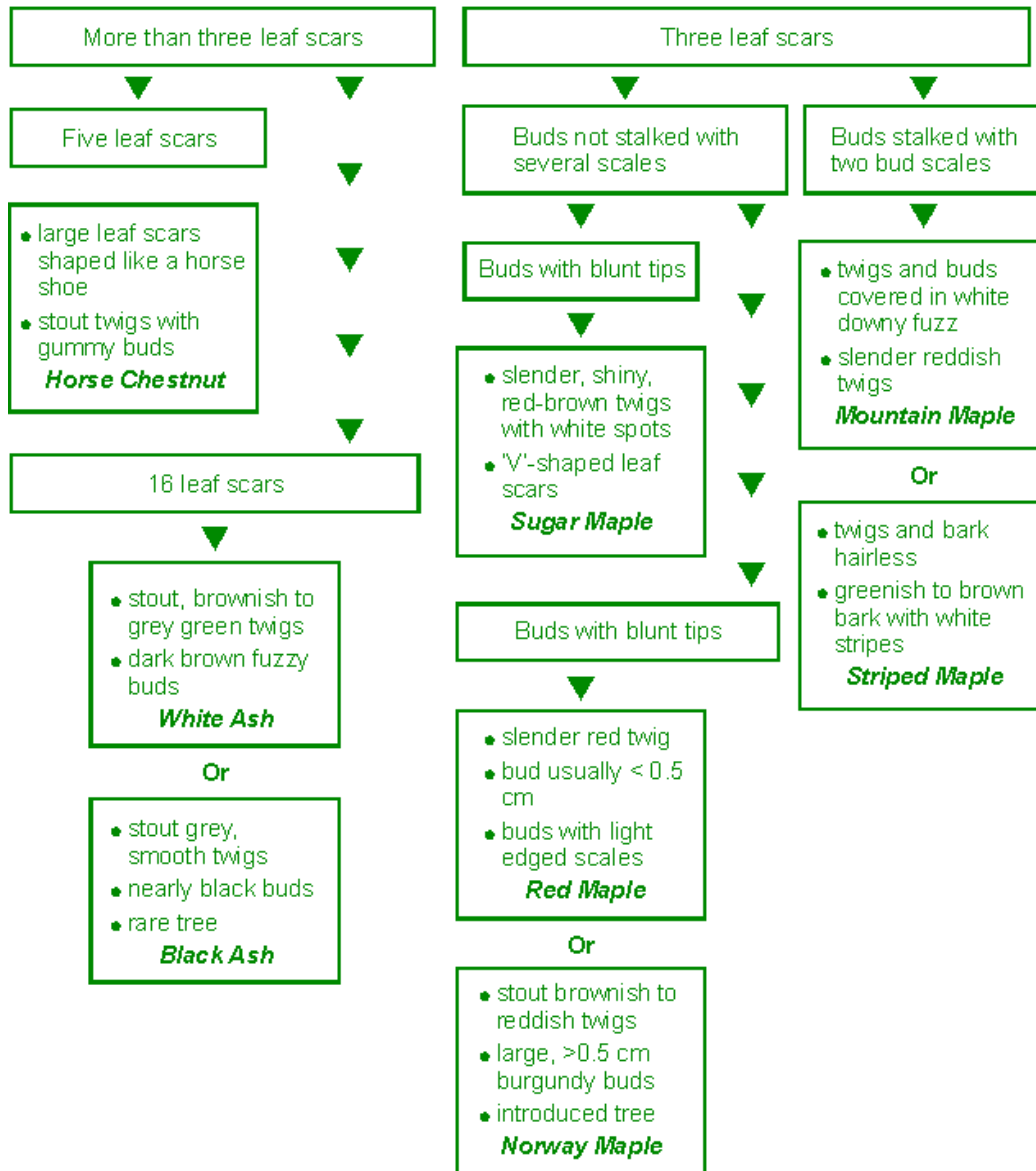 More than three leaf scars
Five leaf scars
• large leaf scars
shaped like a horse
shoe
• stout twigs with
gummy buds
Horse Chestnut
16 leaf scars
• stout, brownish to
grey green twigs
• dark brown fuzzy
buds
White Ash
Or
• stout grey,
smooth twigs
• nearly black buds
• rare tree
Black Ash
Three leaf scars
Buds not stalked with
several scales
Buds with blunt tips
• slender, shiny,
red-brown twigs
with white spots
• 'V'-shaped leaf
scars
Sugar Maple
Buds with blunt tips
• slender red twig
• bud usually < 0.5
cm
• buds with light
edged scales
Red Maple
Or
• stout brownish to
reddish twigs
• large, >0.5 cm
burgundy buds
• introduced tree
Norway Maple
Buds stalked with
two bud scales
• twigs and buds
covered in white
downy fuzz
• slender reddish
twigs
Mountain Maple
Or
• twigs and bark
hairless
• greenish to brown
bark with white
stripes
Striped Maple